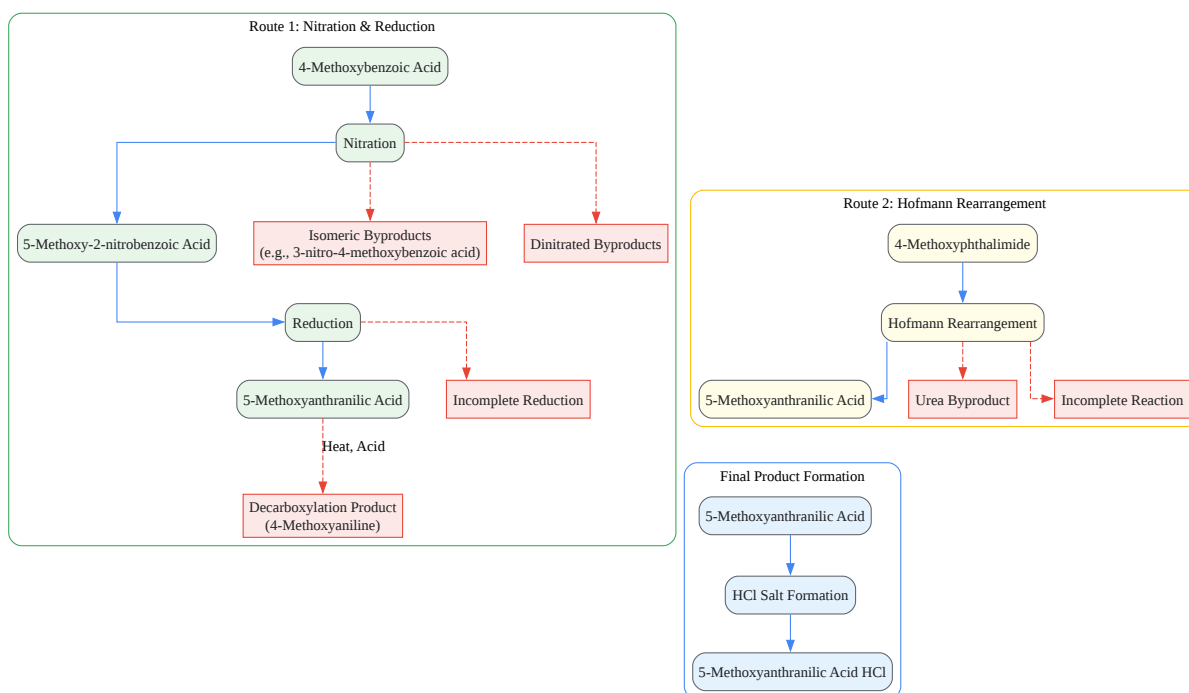 Route 1: Nitration & Reduction
4-Methoxybenzoic Acid
Nitration
5-Methoxy-2-nitrobenzoic Acid
Isomeric Byproducts
(e.g., 3-nitro-4-methoxybenzoic acid)
Dinitrated Byproducts
Reduction
5-Methoxyanthranilic Acid
Incomplete Reduction
Heat, Acid
Decarboxylation Product
(4-Methoxyaniline)
Route 2: Hofmann Rearrangement
4-Methoxyphthalimide
Hofmann Rearrangement
5-Methoxyanthranilic Acid
Urea Byproduct
Incomplete Reaction
Final Product Formation
5-Methoxyanthranilic Acid
HCl Salt Formation
5-Methoxyanthranilic Acid HCl